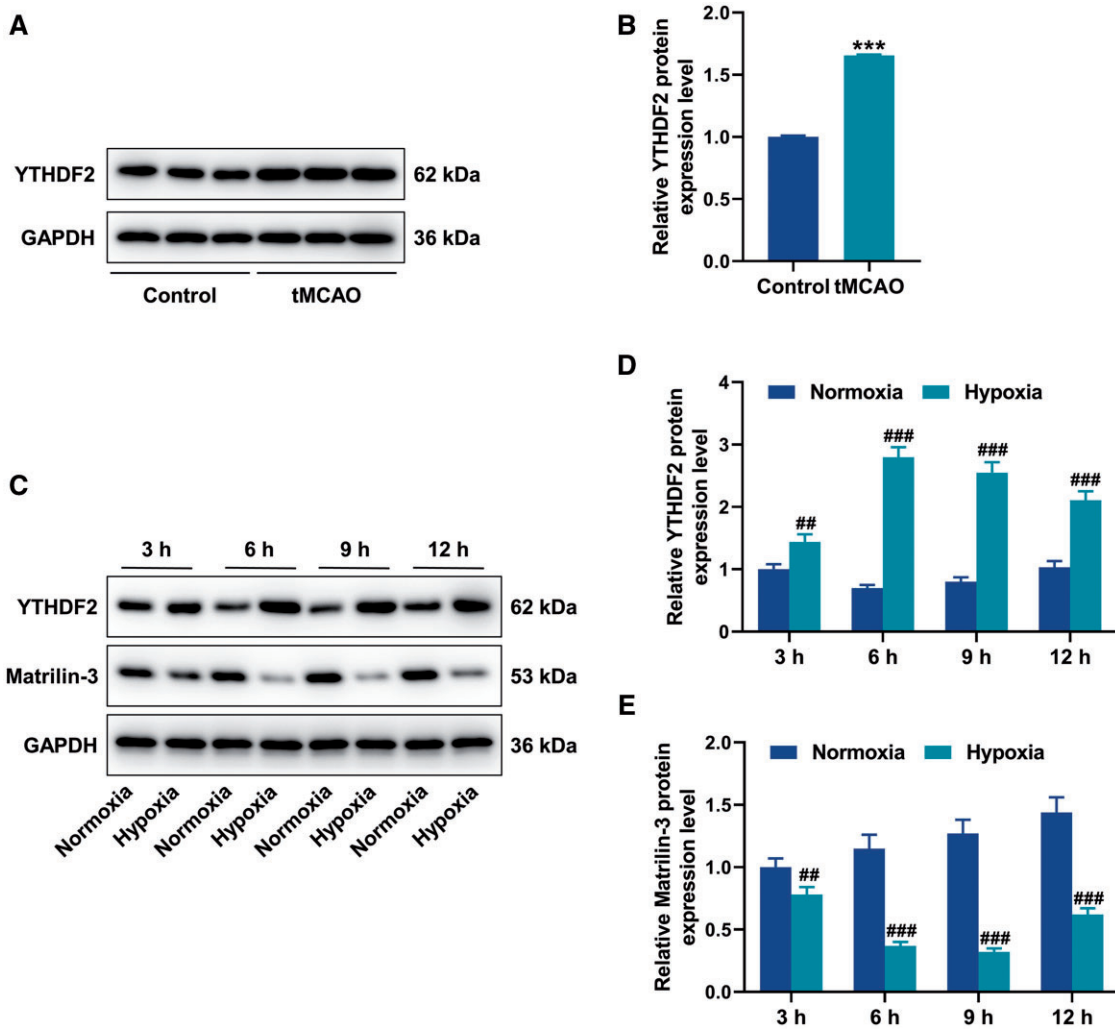 A
YTHDF2
62 kDa
GAPDH
36 kDa
Control
tMCAO
B
Relative YTHDF2 protein
expression level
2.0
1.5
1.0
0.5
0.0
***
Control tMCAO
C
3 h 6 h 9 h 12 h
YTHDF2
62 kDa
Matrilin-3
53 kDa
GAPDH
36 kDa
Normoxia
Hypoxia
Normoxia
Hypoxia
Normoxia
Hypoxia
Normoxia
Hypoxia
D
Relative YTHDF2 protein
expression level
Normoxia Hypoxia
4
3
2
1
0
##
###
###
###
3 h 6 h 9 h 12 h
E
Relative Matrilin-3 protein
expression level
Normoxia Hypoxia
2.0
1.5
1.0
0.5
0.0
##
###
###
###
3 h 6 h 9 h 12 h